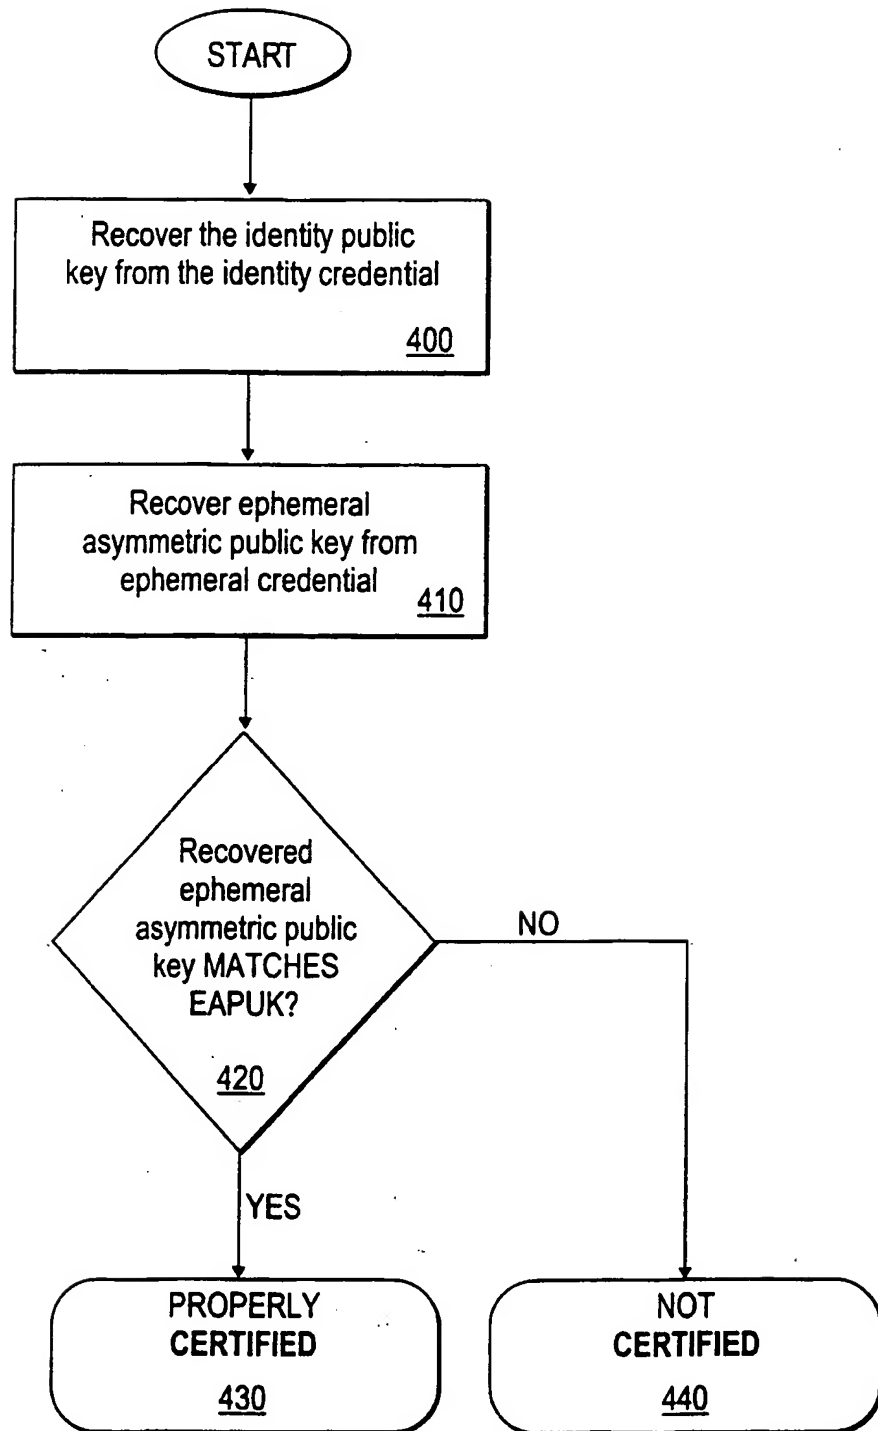 START
Recover the identity public
key from the identity credential
400
Recover ephemeral
asymmetric public key from
ephemeral credential
410
Recovered
ephemeral
asymmetric public
key MATCHES
EAPUK?
420
NO
YES
PROPERLY
CERTIFIED
430
NOT
CERTIFIED
440